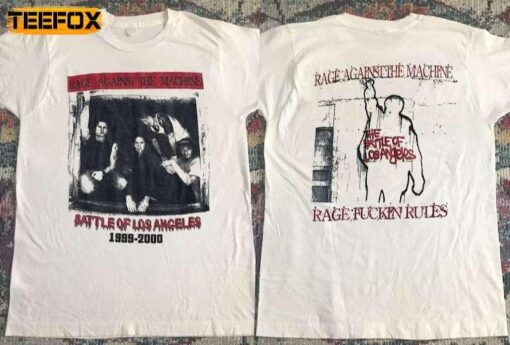 TEEFOX
RAGE AGAINST THE MACHINE
BATTLE OF LOS ANGELES
1999-2000
RAGE AGAINST THE MACHINE
THE
BATTLE OF
LOS ANGELES
RAGE FUCKIN RULES